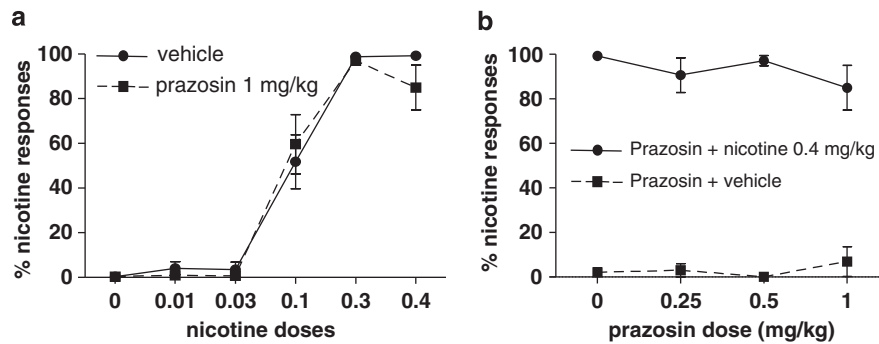 a
vehicle
prazosin 1 mg/kg
% nicotine responses
100
80
60
40
20
0
0 0.01 0.03 0.1 0.3 0.4
nicotine doses
b
% nicotine responses
100
80
60
40
20
0
Prazosin + nicotine 0.4 mg/kg
Prazosin + vehicle
0 0.25 0.5 1
prazosin dose (mg/kg)